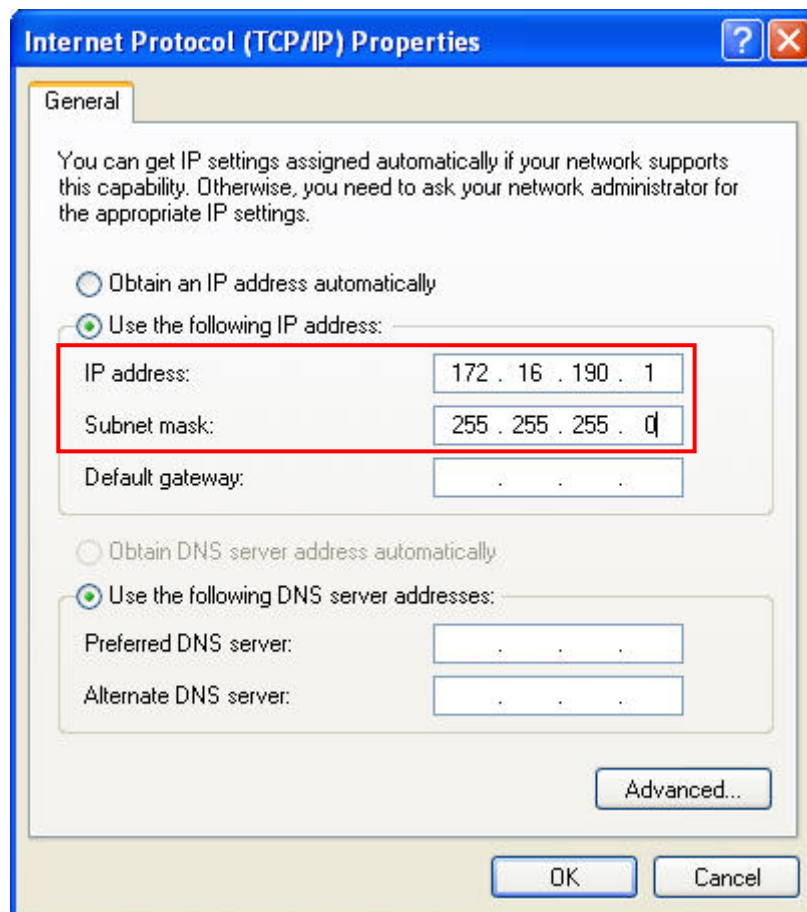 Internet Protocol (TCP/IP) Properties
General
You can get IP settings assigned automatically if your network supports
this capability. Otherwise, you need to ask your network administrator for
the appropriate IP settings.
Obtain an IP address automatically
Use the following IP address:
IP address: 172 . 16 . 190 . 1
Subnet mask: 255 . 255 . 255 . 0
Default gateway: . . .
Obtain DNS server address automatically
Use the following DNS server addresses:
Preferred DNS server: . . .
Alternate DNS server: . . .
Advanced...
OK Cancel